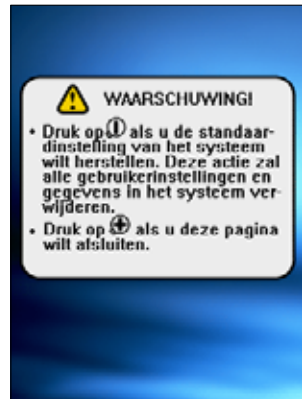 WAARSCHUWING!
• Druk op als u de standaar-
dinstelling van het systeem
wilt herstellen. Deze actie zal
alle gebruikerinstellingen en
gegevens in het systeem ver-
wijderen.
• Druk op als u deze pagina
wilt afsluiten.